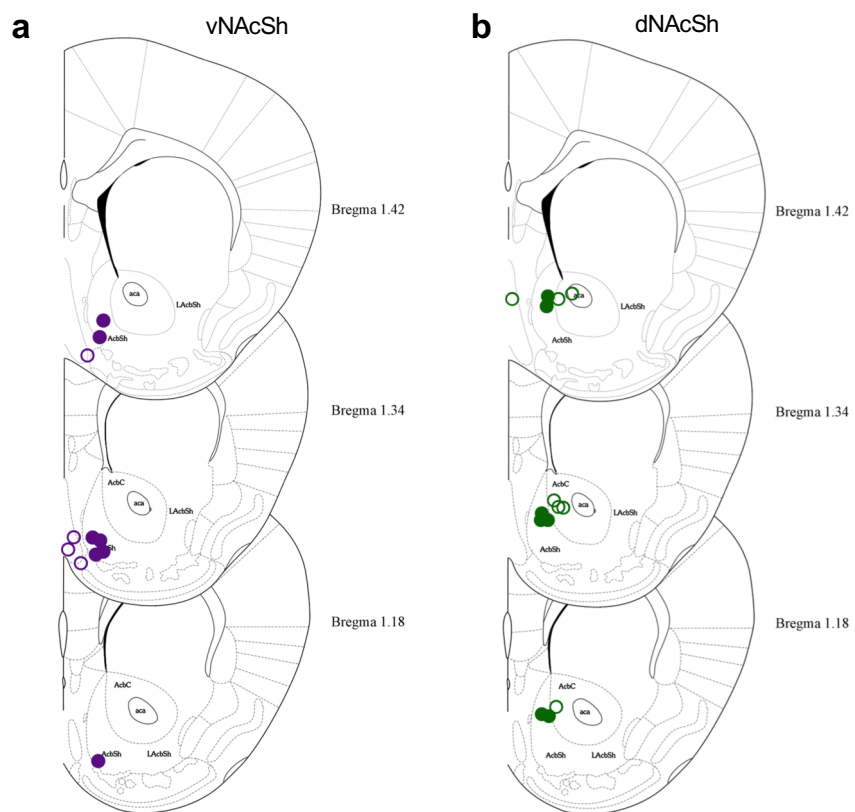 a
vNAcSh
Bregma 1.42
aca
LAcbSh
AcbSh
Bregma 1.34
AcbC
aca
LAcbSh
Sh
Bregma 1.18
AcbC
aca
AcbSh
LAcbSh
b
dNAcSh
Bregma 1.42
aca
LAcbSh
AcbSh
Bregma 1.34
AcbC
aca
LAcbSh
AcbSh
Bregma 1.18
AcbC
aca
AcbSh
LAcbSh